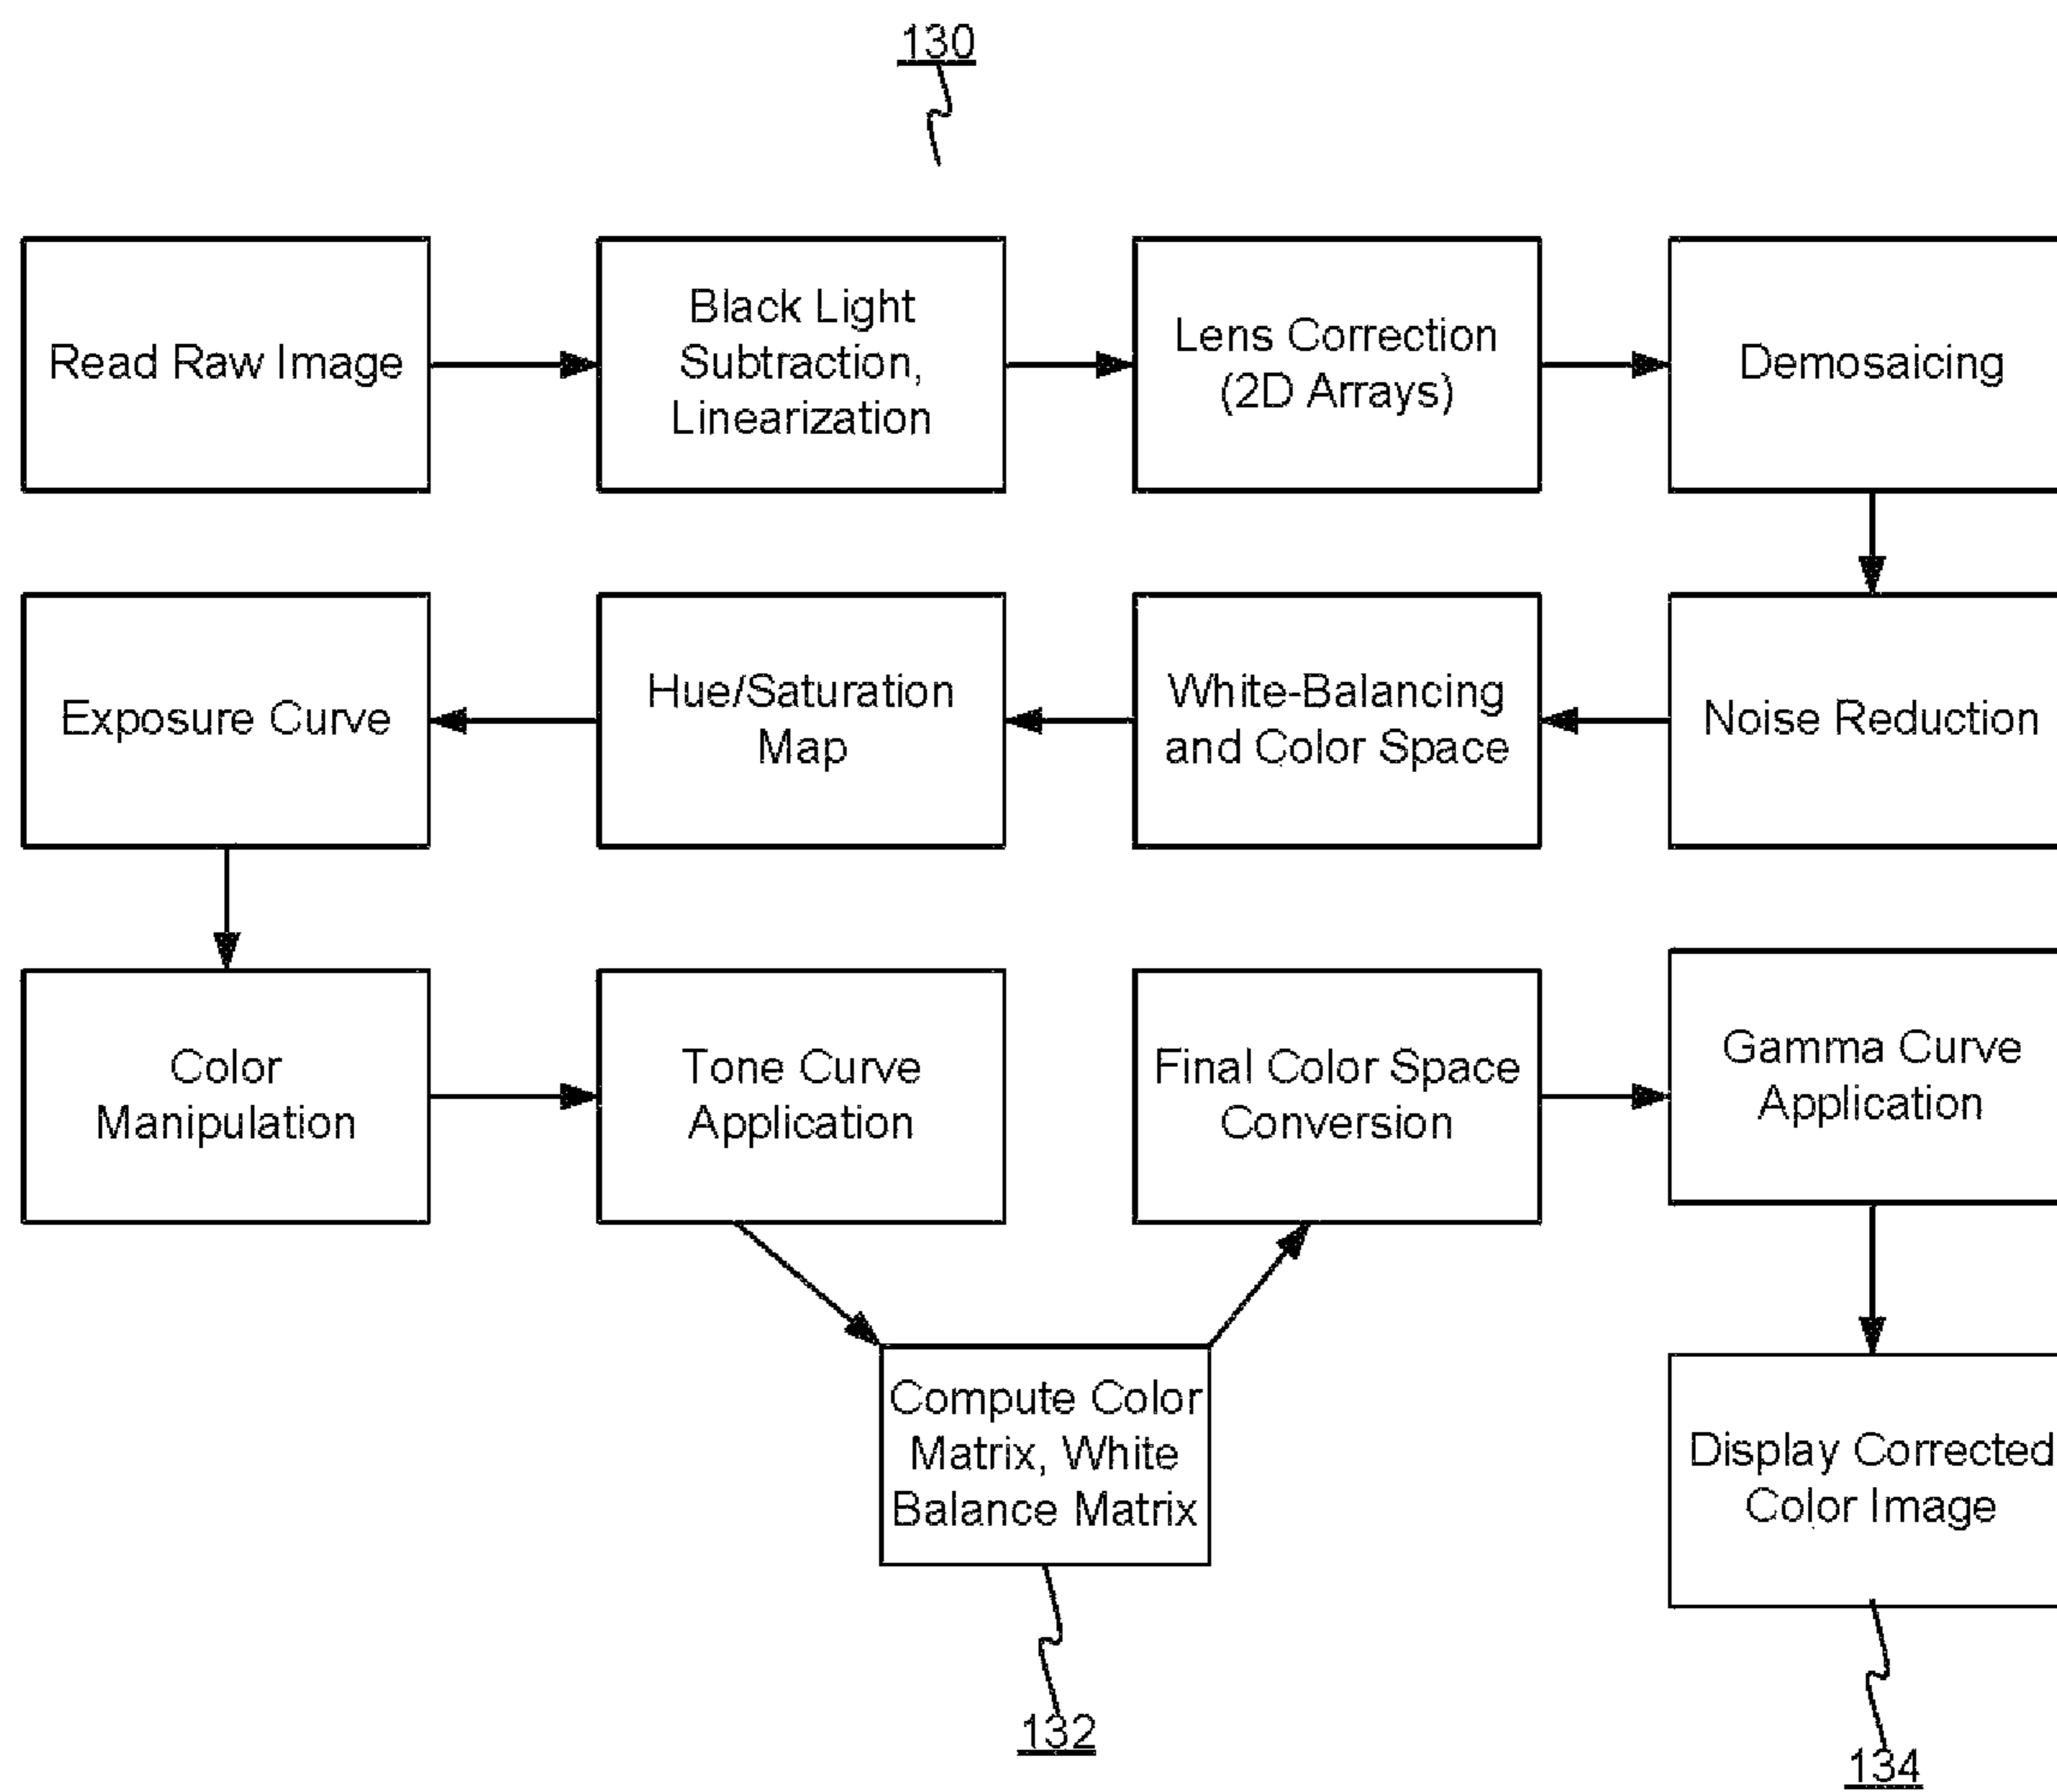 130
Read Raw Image
Black Light
Subtraction,
Linearization
Lens Correction
(2D Arrays)
Demosaicing
Noise Reduction
White-Balancing
and Color Space
Hue/Saturation
Map
Exposure Curve
Color
Manipulation
Tone Curve
Application
Compute Color
Matrix, White
Balance Matrix
132
Final Color Space
Conversion
Gamma Curve
Application
Display Corrected
Color Image
134